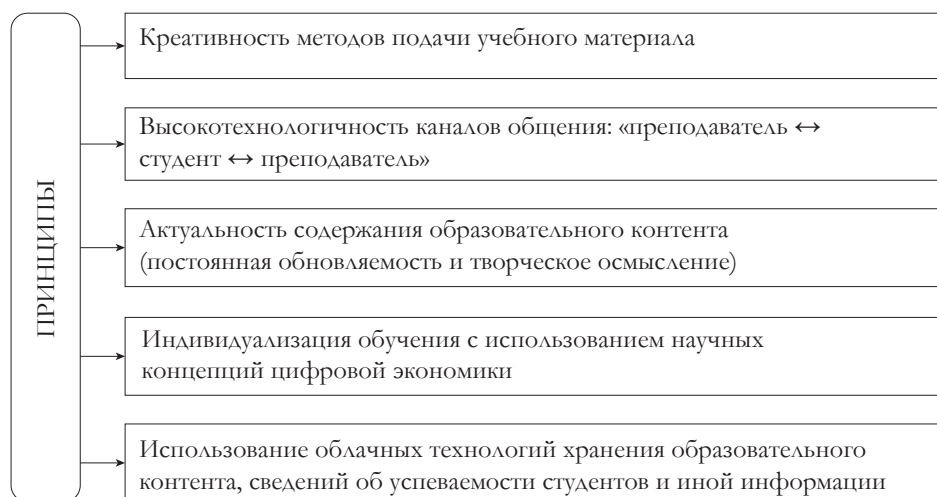 ПРИНЦИПЫ
Креативность методов подачи учебного материала
Высокотехнологичность каналов общения: «преподаватель ↔
студент ↔ преподаватель»
Актуальность содержания образовательного контента
(постоянная обновляемость и творческое осмысление)
Индивидуализация обучения с использованием научных
концепций цифровой экономики
Использование облачных технологий хранения образовательного
контента, сведений об успеваемости студентов и иной информации